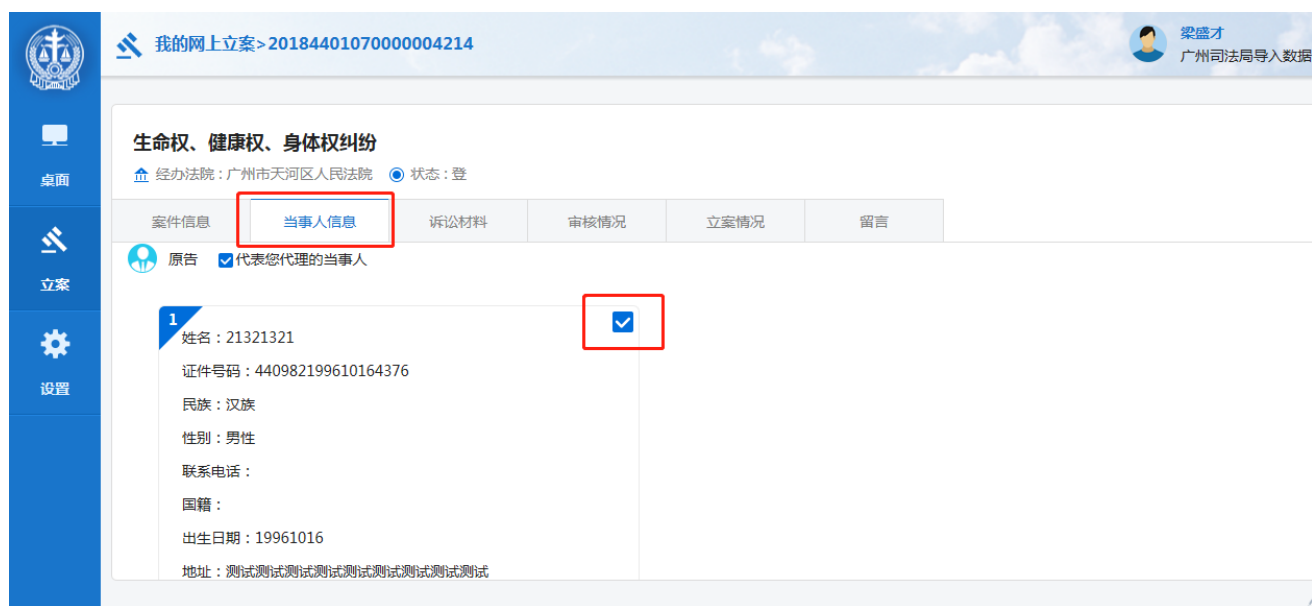 我的网上立案>20184401070000004214
梁盛才
广州司法局导入数据
桌面
立案
设置
生命权、健康权、身体权纠纷
经办法院：广州市天河区人民法院 状态：登
案件信息 当事人信息 诉讼材料 审核情况 立案情况 留言
原告 代表您代理的当事人
1
姓名：21321321
证件号码：440982199610164376
民族：汉族
性别：男性
联系电话：
国籍：
出生日期：19961016
地址：测试测试测试测试测试测试测试测试测试